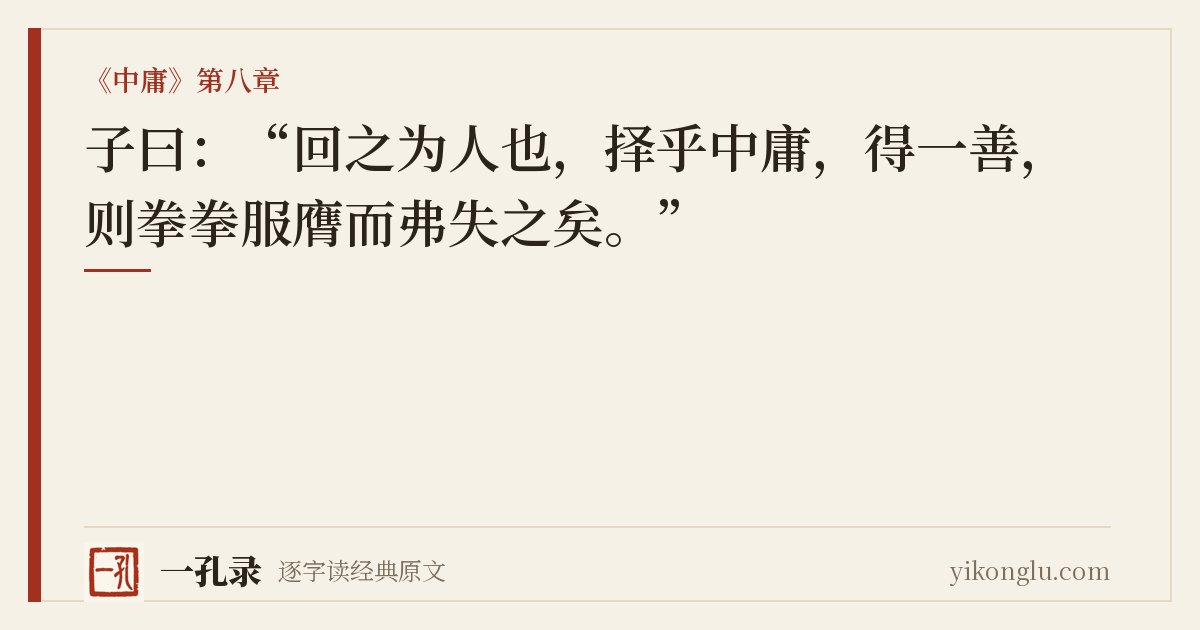 《中庸》第八章
子曰：“回之为人也，择乎中庸，得一善，
则拳拳服膺而弗失之矣。”
一孔
一孔录 逐字读经典原文
yikonglu.com